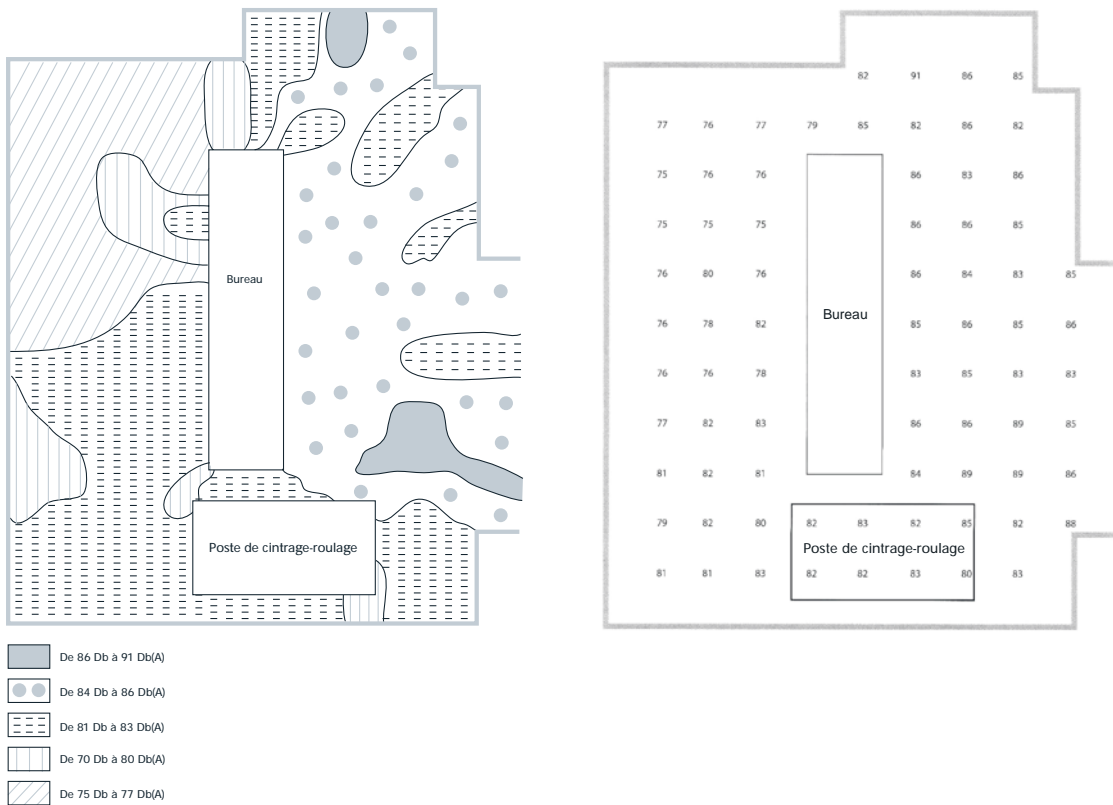 Bureau
Poste de cintrage-roulage
De 86 Db à 91 Db(A)
De 84 Db à 86 Db(A)
De 81 Db à 83 Db(A)
De 70 Db à 80 Db(A)
De 75 Db à 77 Db(A)
82 91 86 85
77 76 77 79 85 82 86 82
75 76 76 86 83 86
75 75 75 86 86 85
76 80 76 86 84 83 85
Bureau
76 78 82 85 86 85 86
76 76 78 83 85 83 83
77 82 83 86 86 89 85
81 82 81 84 89 89 86
79 82 80 82 83 82 85 82 88
Poste de cintrage-roulage
81 81 83 82 82 83 80 83